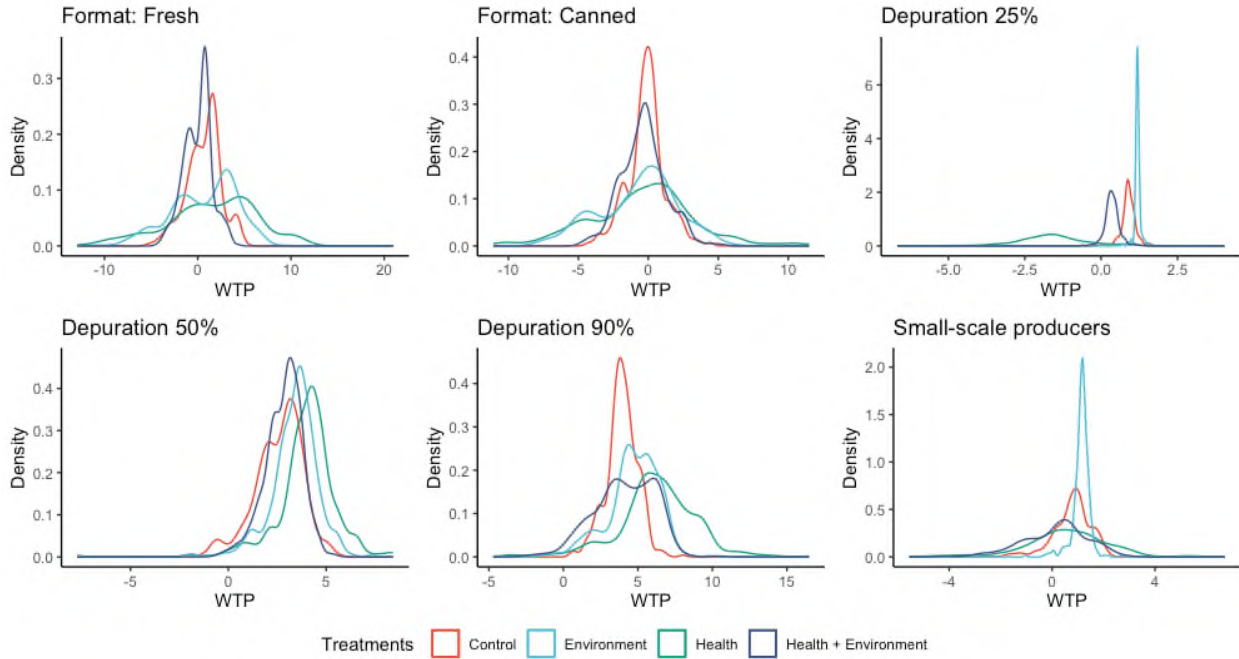 Format: Fresh
Density
0.3
0.2
0.1
0.0
-10
0
10
20
WTP
Format: Canned
Density
0.4
0.3
0.2
0.1
0.0
-10
-5
0
5
10
WTP
Depuration 25%
Density
6
4
2
0
-5.0
-2.5
0.0
2.5
WTP
Depuration 50%
Density
0.4
0.3
0.2
0.1
0.0
-5
0
5
WTP
Depuration 90%
Density
0.4
0.3
0.2
0.1
0.0
-5
0
5
10
15
WTP
Small-scale producers
Density
2.0
1.5
1.0
0.5
0.0
-4
0
4
WTP
Treatments Control Environment Health Health + Environment